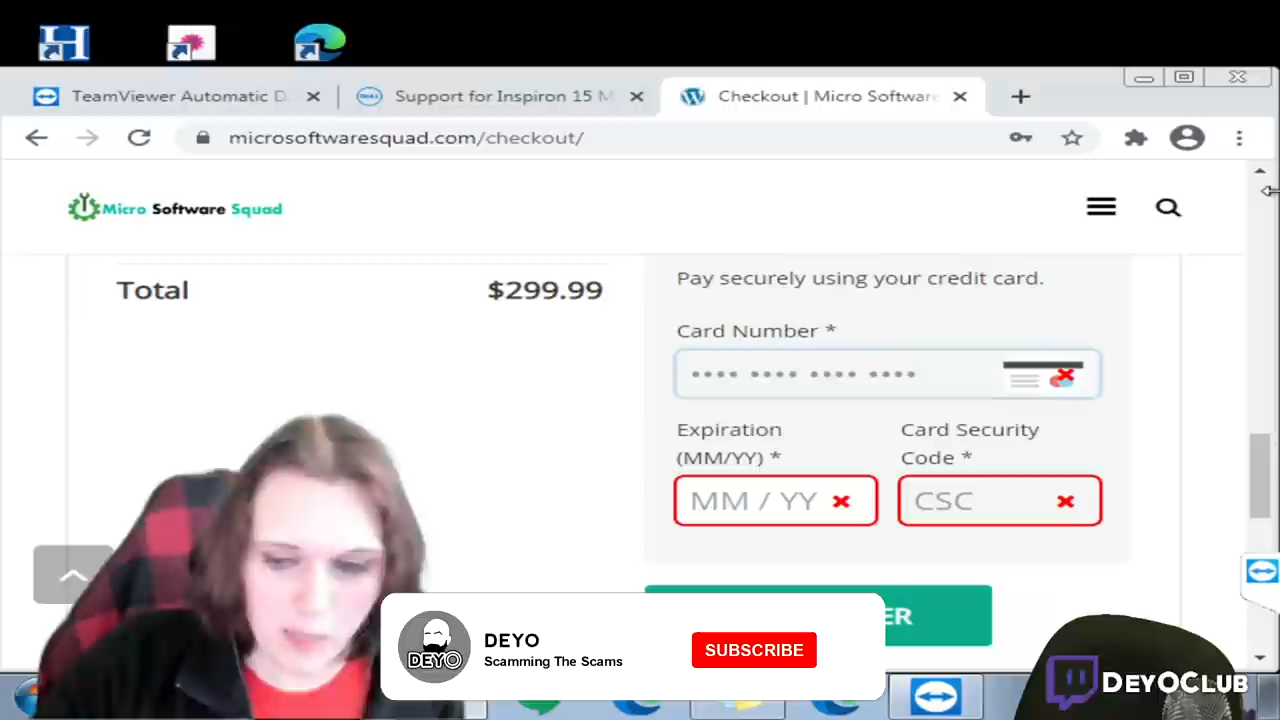 TeamViewer Automatic D
Support for Inspiron 15 M
Checkout | Micro Software
microsoftwaresquad.com/checkout/
Micro Software Squad
Total $299.99
Pay securely using your credit card.
Card Number *
Expiration
(MM/YY) *
Card Security
Code *
MM / YY
CSC
ER
DEYO
DEYO
Scamming The Scams
SUBSCRIBE
DEYOCLUB